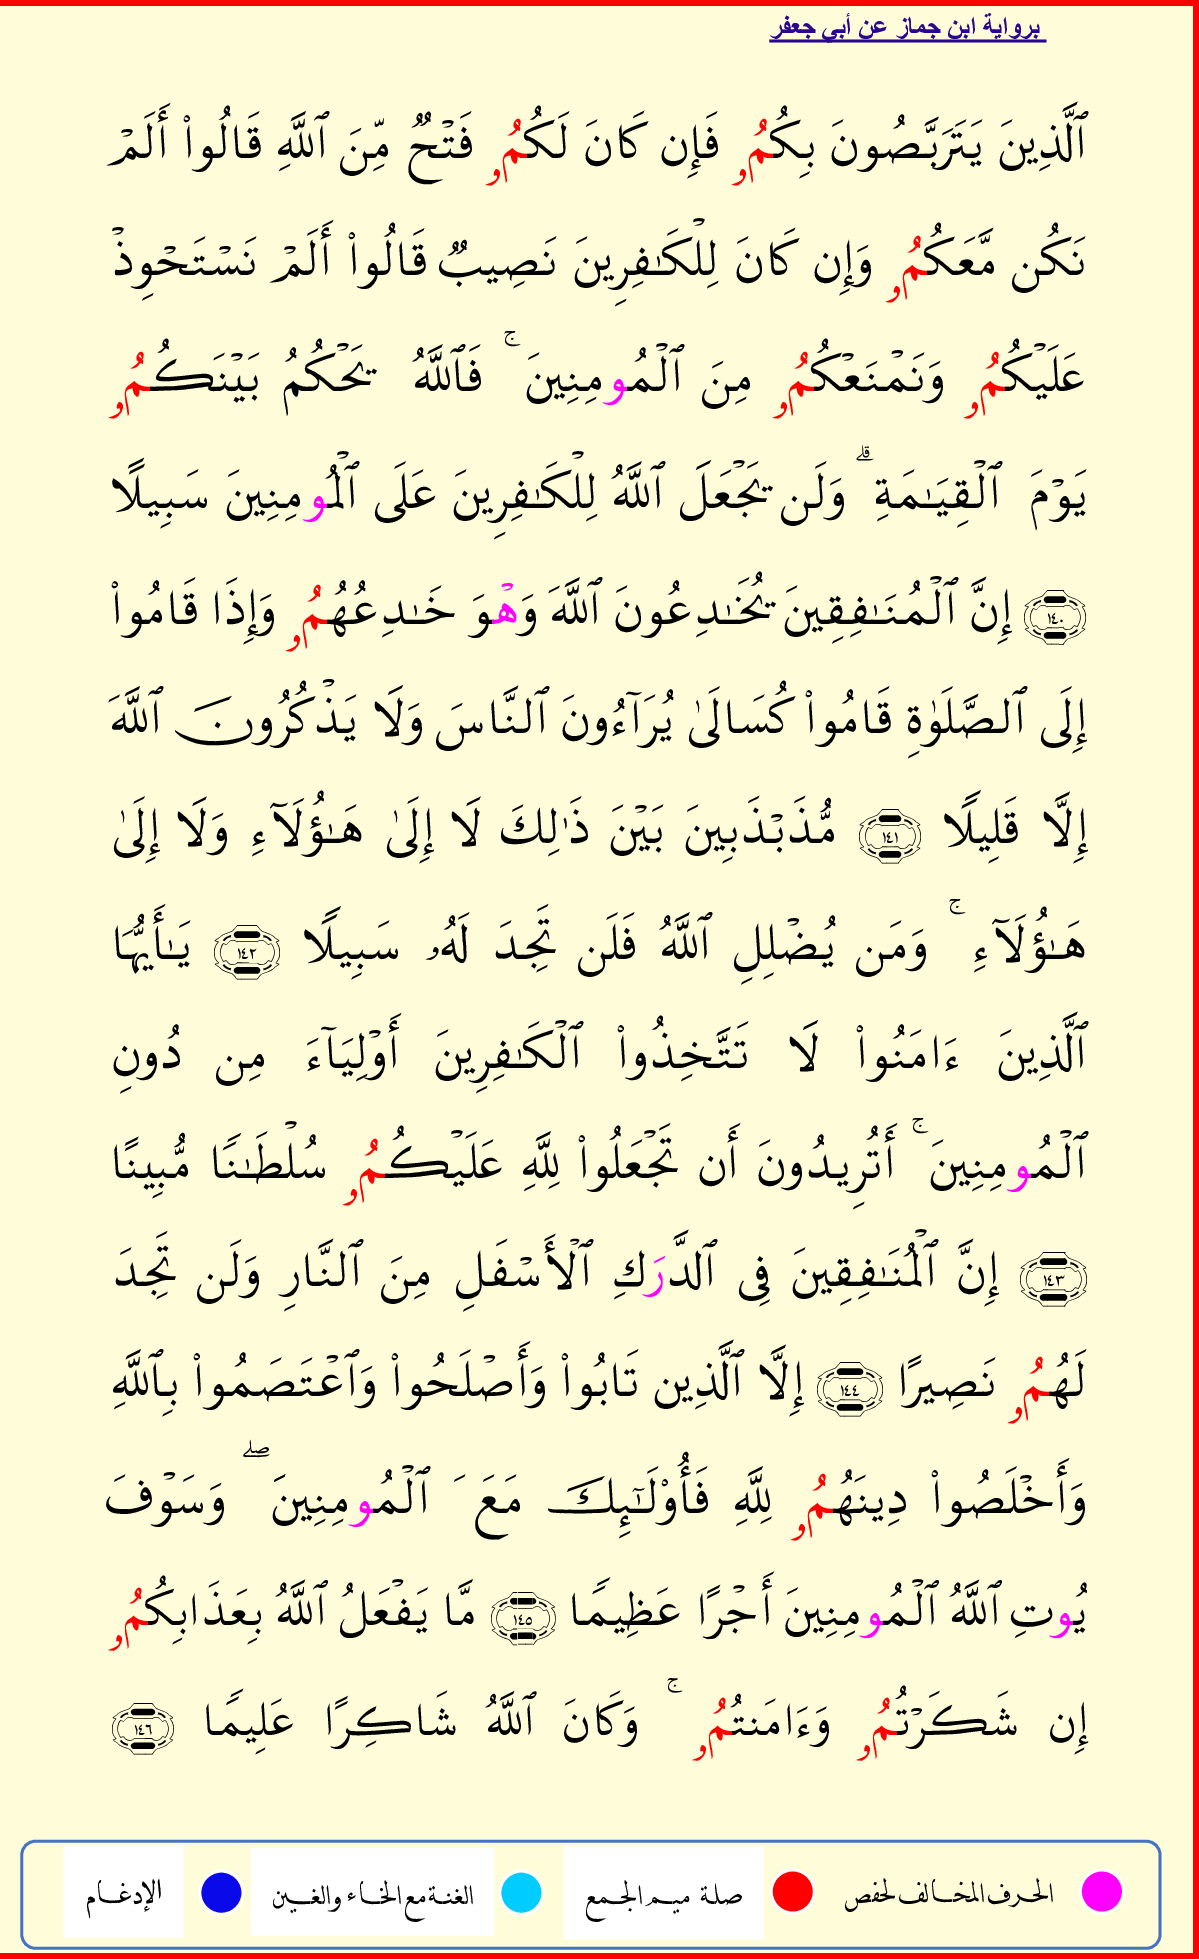 برواية ابن جماز عن أبي جعفر
ٱلَّذِينَ يَتَرَبَّصُونَ بِكُمُۥ فَإِن كَانَ لَكُمُۥ فَتۡحٌ مِّنَ ٱللَّهِ قَالُواْ أَلَمۡ
نَكُن مَّعَكُمُۥ وَإِن كَانَ لِلۡكَٰفِرِينَ نَصِيبٌ قَالُواْ أَلَمۡ نَسۡتَحۡوِذۡ
عَلَيۡكُمُۥ وَنَمۡنَعۡكُمُۥ مِنَ ٱلۡمُومِنِينَۚ فَٱللَّهُ يَحۡكُمُ بَيۡنَكُمُۥ
يَوۡمَ ٱلۡقِيَٰمَةِۗ وَلَن يَجۡعَلَ ٱللَّهُ لِلۡكَٰفِرِينَ عَلَى ٱلۡمُومِنِينَ سَبِيلًا
١٤٠ إِنَّ ٱلۡمُنَٰفِقِينَ يُخَٰدِعُونَ ٱللَّهَ وَهۡوَ خَٰدِعُهُمُۥ وَإِذَا قَامُواْ
إِلَى ٱلصَّلَوٰةِ قَامُواْ كُسَالَىٰ يُرَآءُونَ ٱلنَّاسَ وَلَا يَذۡكُرُونَ ٱللَّهَ
إِلَّا قَلِيلًا ١٤١ مُّذَبۡذَبِينَ بَيۡنَ ذَٰلِكَ لَا إِلَىٰ هَٰؤُلَآءِ وَلَا إِلَىٰ
هَٰؤُلَآءِۚ وَمَن يُضۡلِلِ ٱللَّهُ فَلَن تَجِدَ لَهُۥ سَبِيلًا ١٤٢ يَٰأَيُّهَا
ٱلَّذِينَ ءَامَنُواْ لَا تَتَّخِذُواْ ٱلۡكَٰفِرِينَ أَوۡلِيَآءَ مِن دُونِ
ٱلۡمُومِنِينَۚ أَتُرِيدُونَ أَن تَجۡعَلُواْ لِلَّهِ عَلَيۡكُمُۥ سُلۡطَٰنًا مُّبِينًا
١٤٣ إِنَّ ٱلۡمُنَٰفِقِينَ فِي ٱلدَّرَكِ ٱلۡأَسۡفَلِ مِنَ ٱلنَّارِ وَلَن تَجِدَ
لَهُمُۥ نَصِيرًا ١٤٤ إِلَّا ٱلَّذِين تَابُواْ وَأَصۡلَحُواْ وَٱعۡتَصَمُواْ بِٱللَّهِ
وَأَخۡلَصُواْ دِينَهُمُۥ لِلَّهِ فَأُوْلَٰٓئِكَ مَعَ ٱلۡمُومِنِينَۖ وَسَوۡفَ
يُوتِ ٱللَّهُ ٱلۡمُومِنِينَ أَجۡرًا عَظِيمًا ١٤٥ مَّا يَفۡعَلُ ٱللَّهُ بِعَذَابِكُمُۥ
إِن شَكَرۡتُمُۥ وَءَامَنتُمُۥۚ وَكَانَ ٱللَّهُ شَاكِرًا عَلِيمًا ١٤٦
الحرف المخالف لحفص صلة ميم الجمع الغنة مع الخاء والغين الإدغام